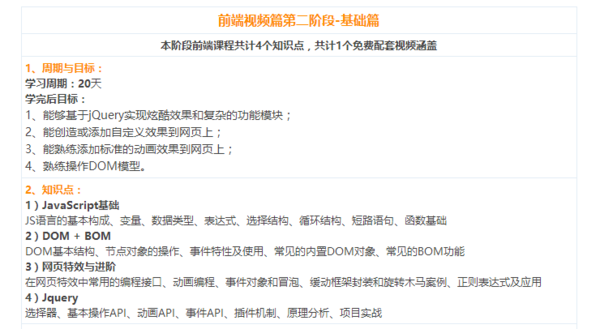 前端视频篇第二阶段-基础篇
本阶段前端课程共计4个知识点，共计1个免费配套视频涵盖
1、周期与目标：
学习周期：20天
学完后目标：
1、能够基于jQuery实现炫酷效果和复杂的功能模块；
2、能创造或添加自定义效果到网页上；
3、能熟练添加标准的动画效果到网页上；
4、熟练操作DOM模型。
2、知识点：
1）JavaScript基础
JS语言的基本构成、变量、数据类型、表达式、选择结构、循环结构、短路语句、函数基础
2）DOM + BOM
DOM基本结构、节点对象的操作、事件特性及使用、常见的内置DOM对象、常见的BOM功能
3）网页特效与进阶
在网页特效中常用的编程接口、动画编程、事件对象和冒泡、缓动框架封装和旋转木马案例、正则表达式及应用
4）Jquery
选择器、基本操作API、动画API、事件API、插件机制、原理分析、项目实战